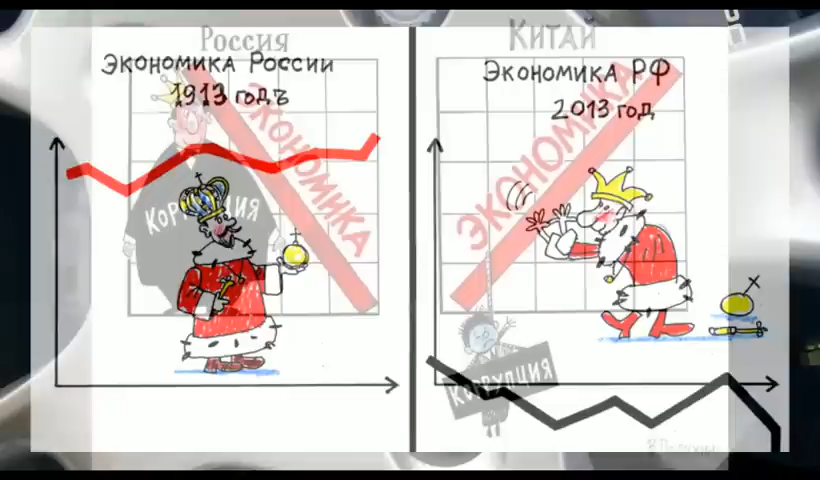 Россия
Экономика России
1913 годъ
ЭКОНОМИКА
КОРРУПЦИЯ
Китай
Экономика РФ
2013 год
ЭКОНОМИКА
КОРРУПЦИЯ